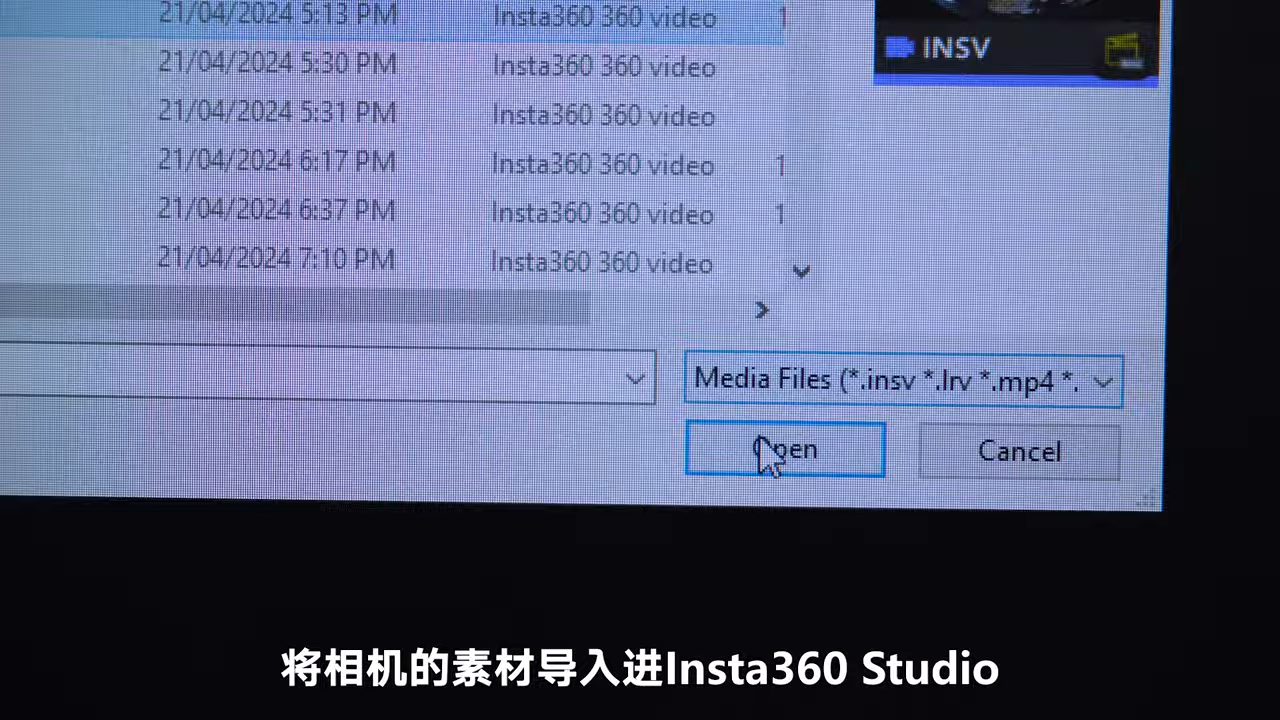 21/04/2024 5:13 PM Insta360 360 video 1
21/04/2024 5:30 PM Insta360 360 video
21/04/2024 5:31 PM Insta360 360 video
21/04/2024 6:17 PM Insta360 360 video 1
21/04/2024 6:37 PM Insta360 360 video 1
21/04/2024 7:10 PM Insta360 360 video
INSV
Media Files (*.insv *.lrv *.mp4 *.
Open Cancel
将相机的素材导入进Insta360 Studio